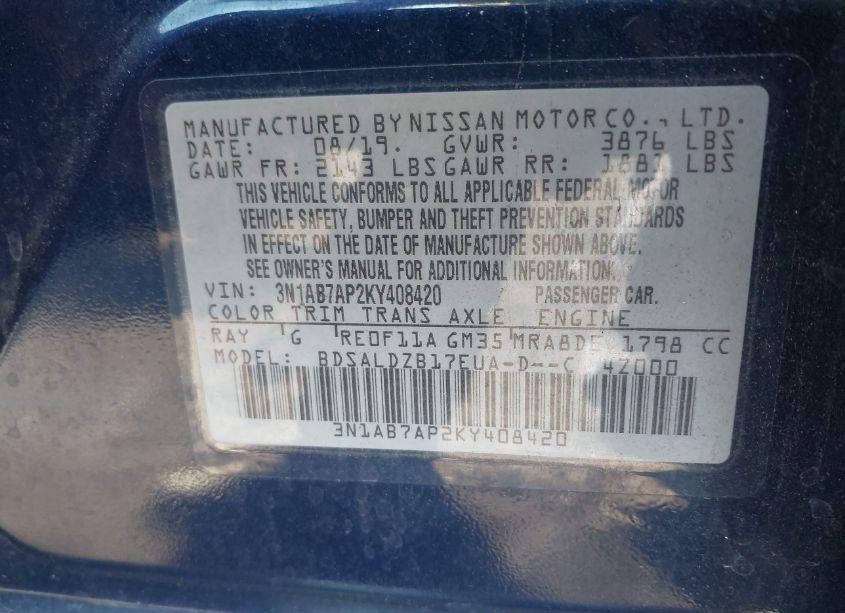 MANUFACTURED BY NISSAN MOTOR CO., LTD.
DATE: 08/19. GVWR: 3876 LBS
GAWR FR: 2143 LBS GAWR RR: 1881 LBS
THIS VEHICLE CONFORMS TO ALL APPLICABLE FEDERAL MOTOR
VEHICLE SAFETY, BUMPER AND THEFT PREVENTION STANDARDS
IN EFFECT ON THE DATE OF MANUFACTURE SHOWN ABOVE.
SEE OWNER'S MANUAL FOR ADDITIONAL INFORMATION.
VIN: 3N1AB7AP2KY408420 PASSENGER CAR.
COLOR TRIM TRANS AXLE ENGINE
RAY G RE0F11A GM35 MRA8DE 1798 CC
MODEL: BDSALDZB17EUA-D--C 42000
3N1AB7AP2KY408420